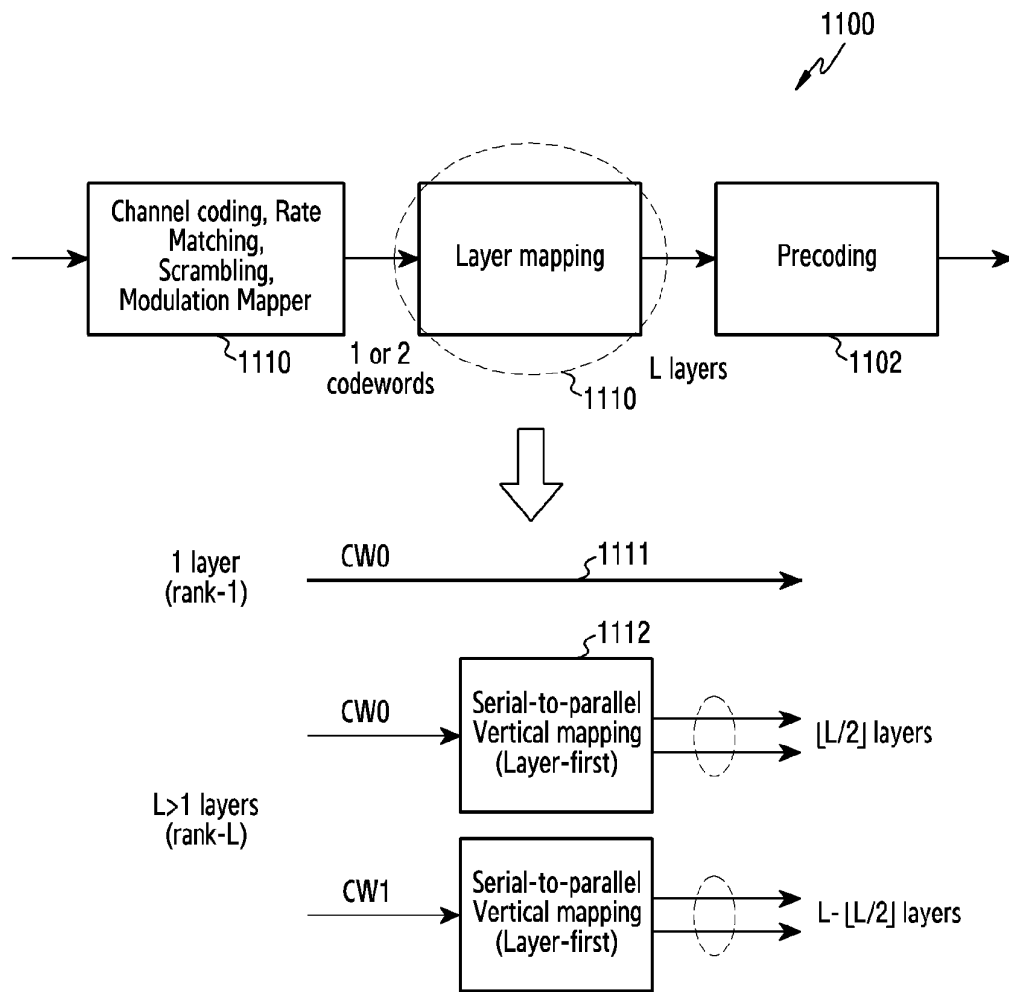 1100
Channel coding, Rate
Matching,
Scrambling,
Modulation Mapper
Layer mapping
Precoding
1110
1 or 2
codewords
1110
L layers
1102
1 layer
(rank-1)
CW0
1111
1112
CW0
Serial-to-parallel
Vertical mapping
(Layer-first)
⌊L/2⌋ layers
L>1 layers
(rank-L)
CW1
Serial-to-parallel
Vertical mapping
(Layer-first)
L-⌊L/2⌋ layers